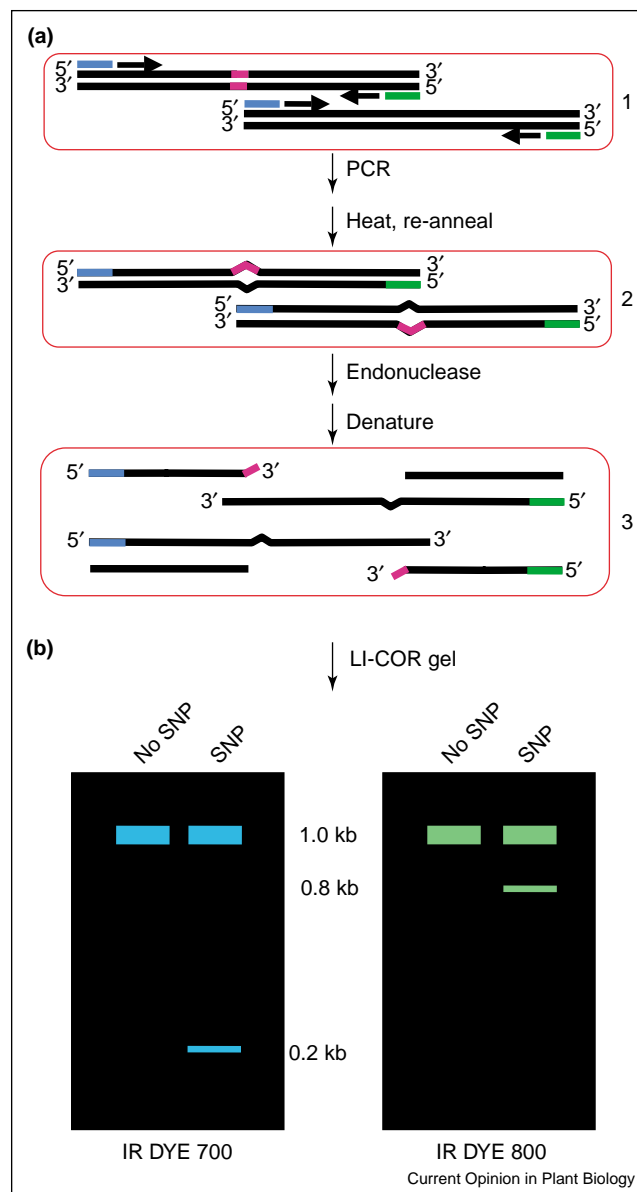 (a)
5′ 3′
3′ 5′
5′ 3′
3′ 5′
1
PCR
Heat, re-anneal
5′ 3′
3′ 5′
5′ 3′
3′ 5′
2
Endonuclease
Denature
5′ 3′
3′ 5′
5′ 3′
3′ 5′
3
(b)
LI-COR gel
No SNP SNP No SNP SNP
1.0 kb
0.8 kb
0.2 kb
IR DYE 700 IR DYE 800
Current Opinion in Plant Biology